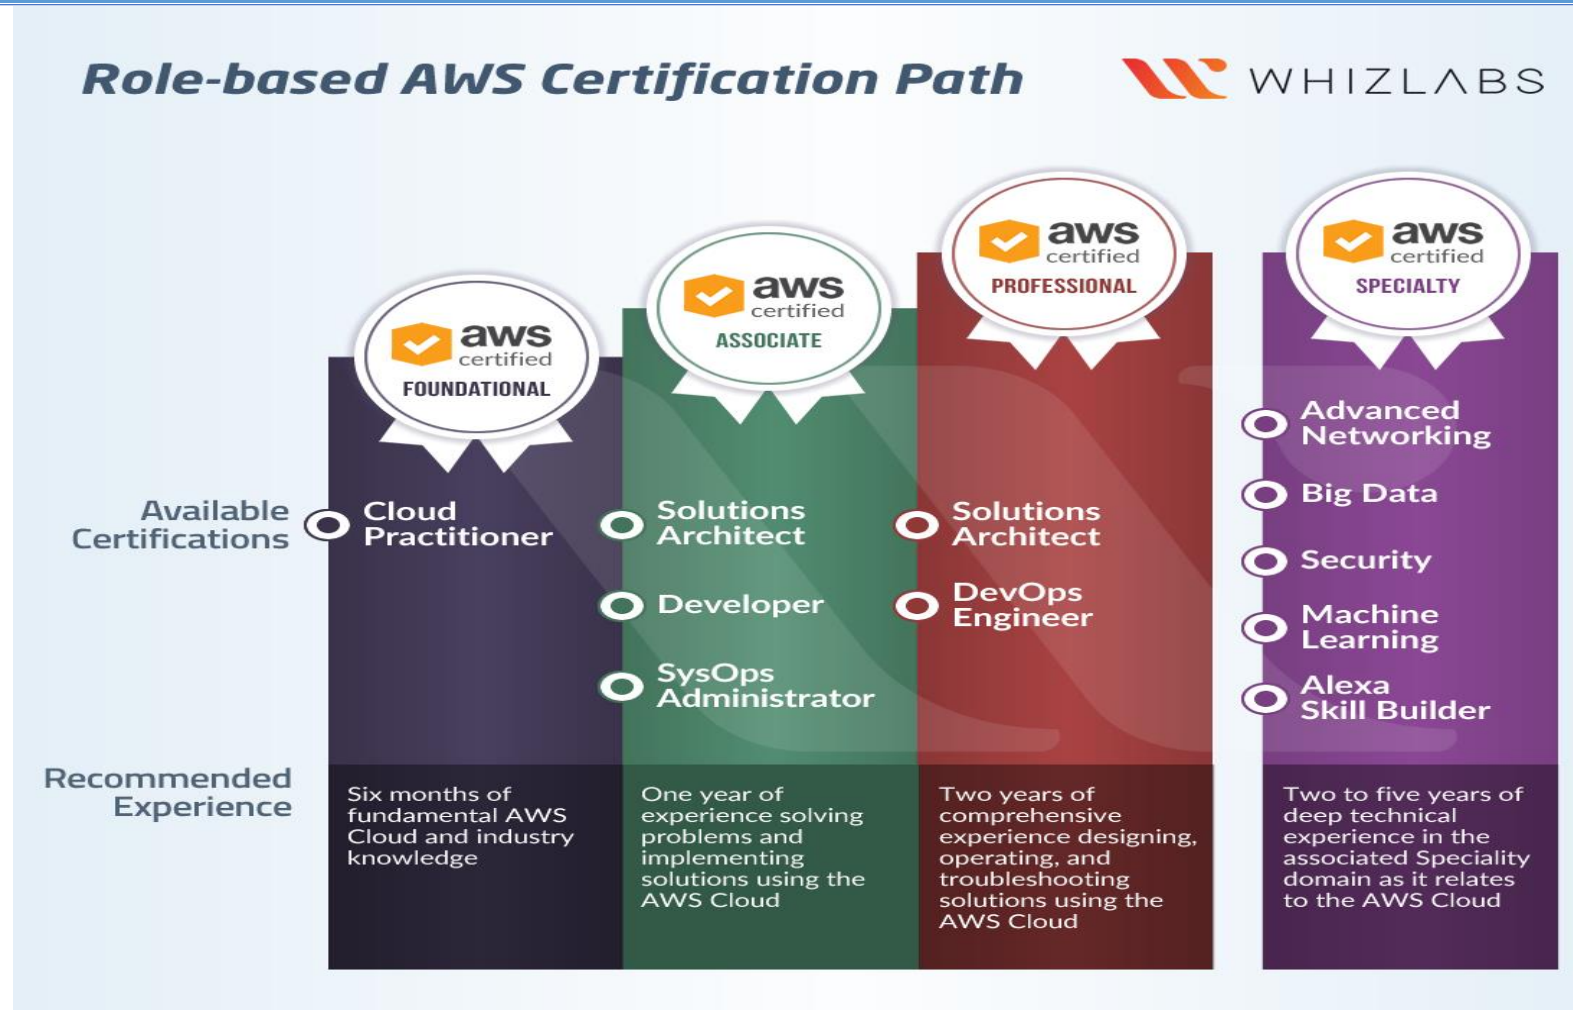 Role-based AWS Certification Path
WHIZLABS
aws
certified
FOUNDATIONAL
aws
certified
ASSOCIATE
aws
certified
PROFESSIONAL
aws
certified
SPECIALTY
Available
Certifications
Cloud
Practitioner
Solutions
Architect
Developer
SysOps
Administrator
Solutions
Architect
DevOps
Engineer
Advanced
Networking
Big Data
Security
Machine
Learning
Alexa
Skill Builder
Recommended
Experience
Six months of
fundamental AWS
Cloud and industry
knowledge
One year of
experience solving
problems and
implementing
solutions using the
AWS Cloud
Two years of
comprehensive
experience designing,
operating, and
troubleshooting
solutions using the
AWS Cloud
Two to five years of
deep technical
experience in the
associated Speciality
domain as it relates
to the AWS Cloud